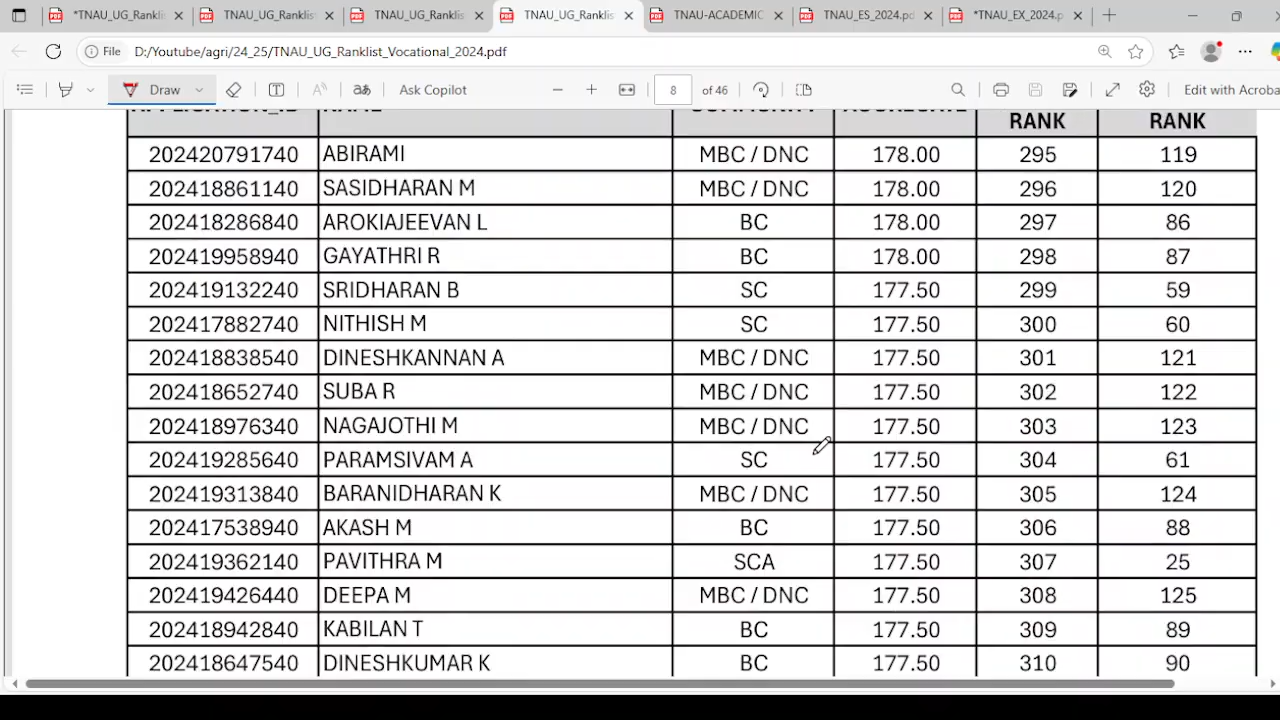 *TNAU_UG_Ranklis
TNAU_UG_Ranklis
TNAU_UG_Ranklis
TNAU_UG_Ranklis
TNAU-ACADEMIC
TNAU_ES_2024.pd
*TNAU_EX_2024.p
File D:/Youtube/agri/24_25/TNAU_UG_Ranklist_Vocational_2024.pdf
Draw aあ Ask Copilot 8 of 46 Edit with Acroba
APPLICATION_ID NAME COMMUNITY AGGREGATE RANK RANK
202420791740 ABIRAMI MBC / DNC 178.00 295 119
202418861140 SASIDHARAN M MBC / DNC 178.00 296 120
202418286840 AROKIAJEEVAN L BC 178.00 297 86
202419958940 GAYATHRI R BC 178.00 298 87
202419132240 SRIDHARAN B SC 177.50 299 59
202417882740 NITHISH M SC 177.50 300 60
202418838540 DINESHKANNAN A MBC / DNC 177.50 301 121
202418652740 SUBA R MBC / DNC 177.50 302 122
202418976340 NAGAJOTHI M MBC / DNC 177.50 303 123
202419285640 PARAMSIVAM A SC 177.50 304 61
202419313840 BARANIDHARAN K MBC / DNC 177.50 305 124
202417538940 AKASH M BC 177.50 306 88
202419362140 PAVITHRA M SCA 177.50 307 25
202419426440 DEEPA M MBC / DNC 177.50 308 125
202418942840 KABILAN T BC 177.50 309 89
202418647540 DINESHKUMAR K BC 177.50 310 90